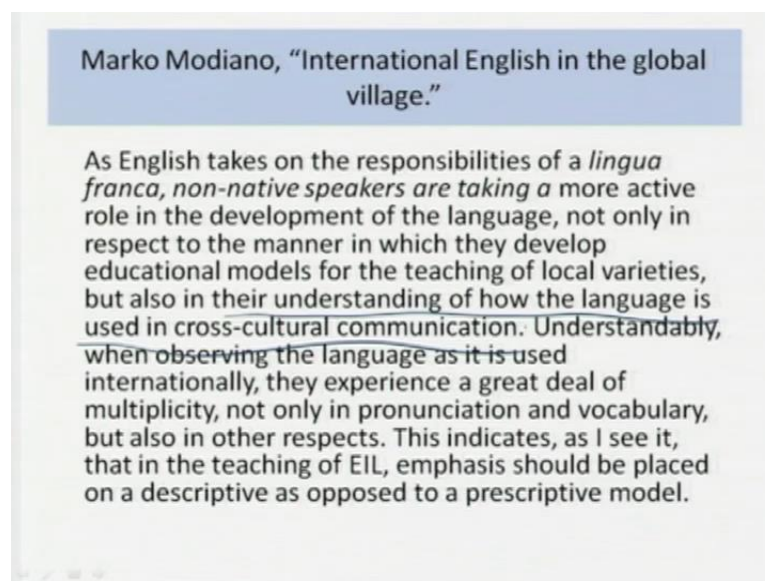 Marko Modiano, “International English in the global
village.”
As English takes on the responsibilities of a lingua
franca, non-native speakers are taking a more active
role in the development of the language, not only in
respect to the manner in which they develop
educational models for the teaching of local varieties,
but also in their understanding of how the language is
used in cross-cultural communication. Understandably,
when observing the language as it is used
internationally, they experience a great deal of
multiplicity, not only in pronunciation and vocabulary,
but also in other respects. This indicates, as I see it,
that in the teaching of EIL, emphasis should be placed
on a descriptive as opposed to a prescriptive model.